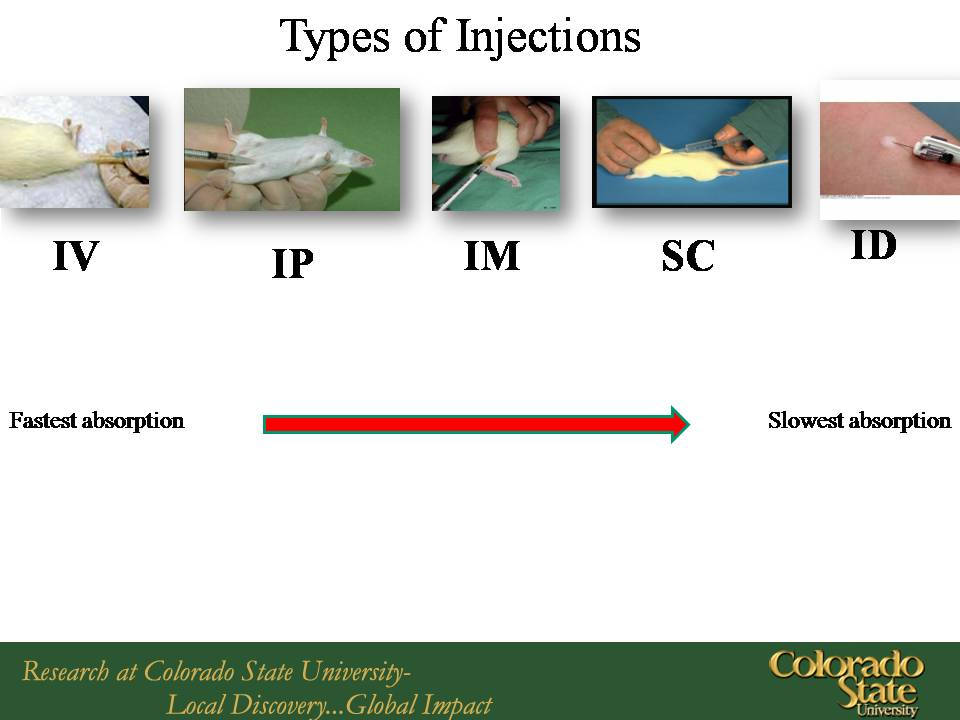 Types of Injections
IV
IP
IM
SC
ID
Fastest absorption
Slowest absorption
Research at Colorado State University-
Local Discovery...Global Impact
Colorado
State
University